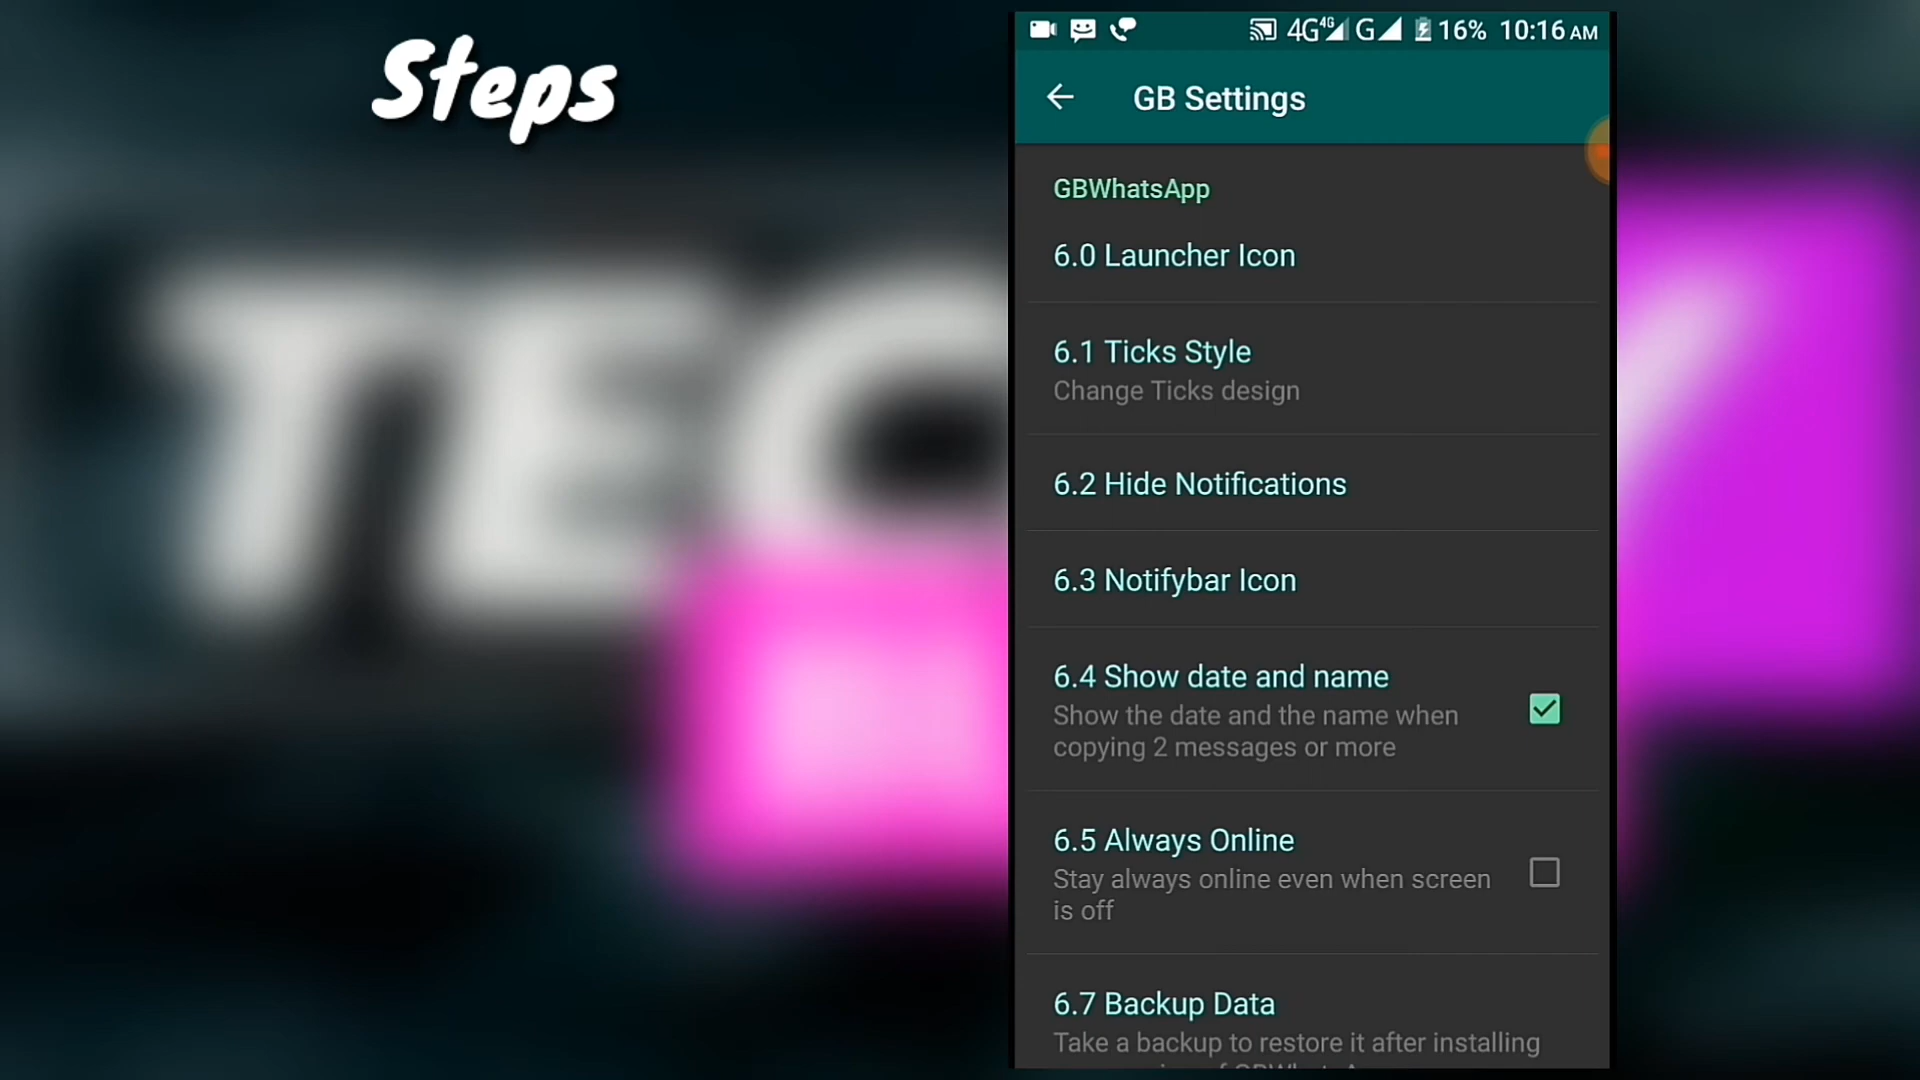 Steps
4G 4G G 16% 10:16 AM
GB Settings
GBWhatsApp
6.0 Launcher Icon
6.1 Ticks Style
Change Ticks design
6.2 Hide Notifications
6.3 Notifybar Icon
6.4 Show date and name
Show the date and the name when
copying 2 messages or more
6.5 Always Online
Stay always online even when screen
is off
6.7 Backup Data
Take a backup to restore it after installing
TEC